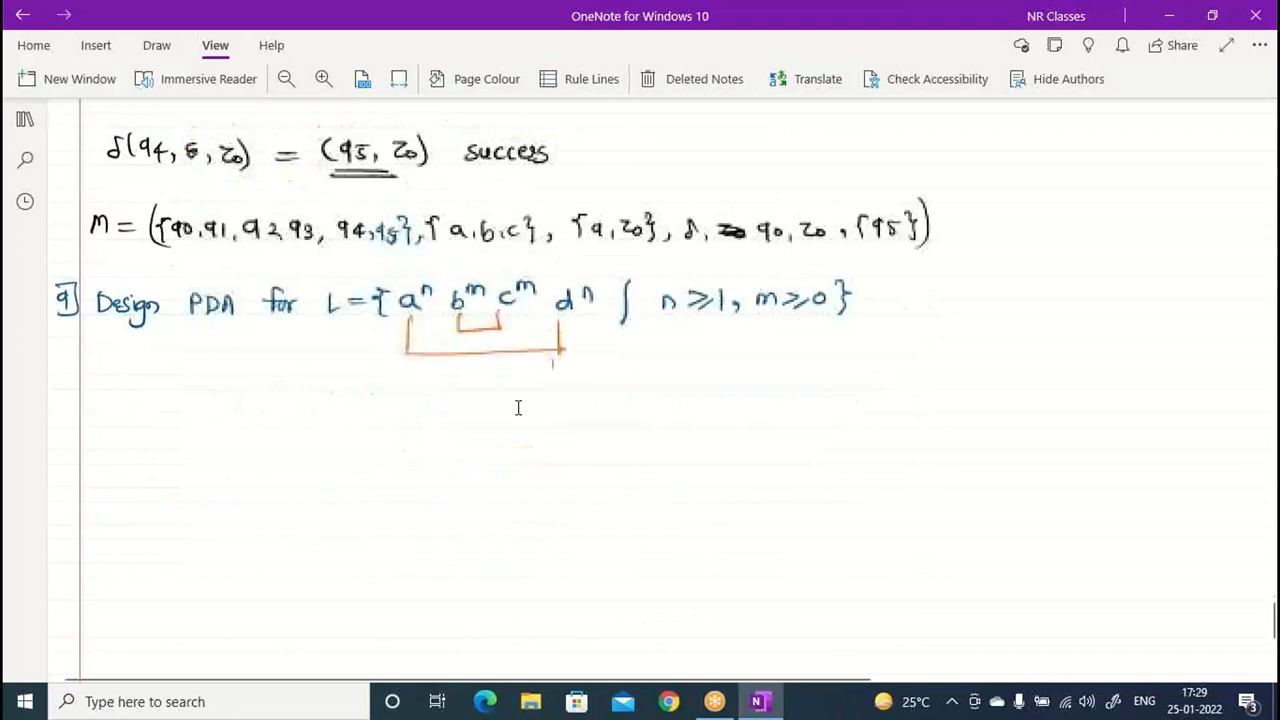 OneNote for Windows 10
NR Classes
Home Insert Draw View Help
Share
New Window Immersive Reader Page Colour Rule Lines Deleted Notes Translate Check Accessibility Hide Authors
δ(q4, ε, z0) = (q5, z0) success
M = ({q0,q1,q2,q3, q4,q5},{a,b,c}, {a,z0}, δ, q0, z0, {q5})
9] Design PDA for L={a^n b^m c^m d^n | n≥1, m≥0}
Type here to search
25°C
ENG
17:29
25-01-2022
3